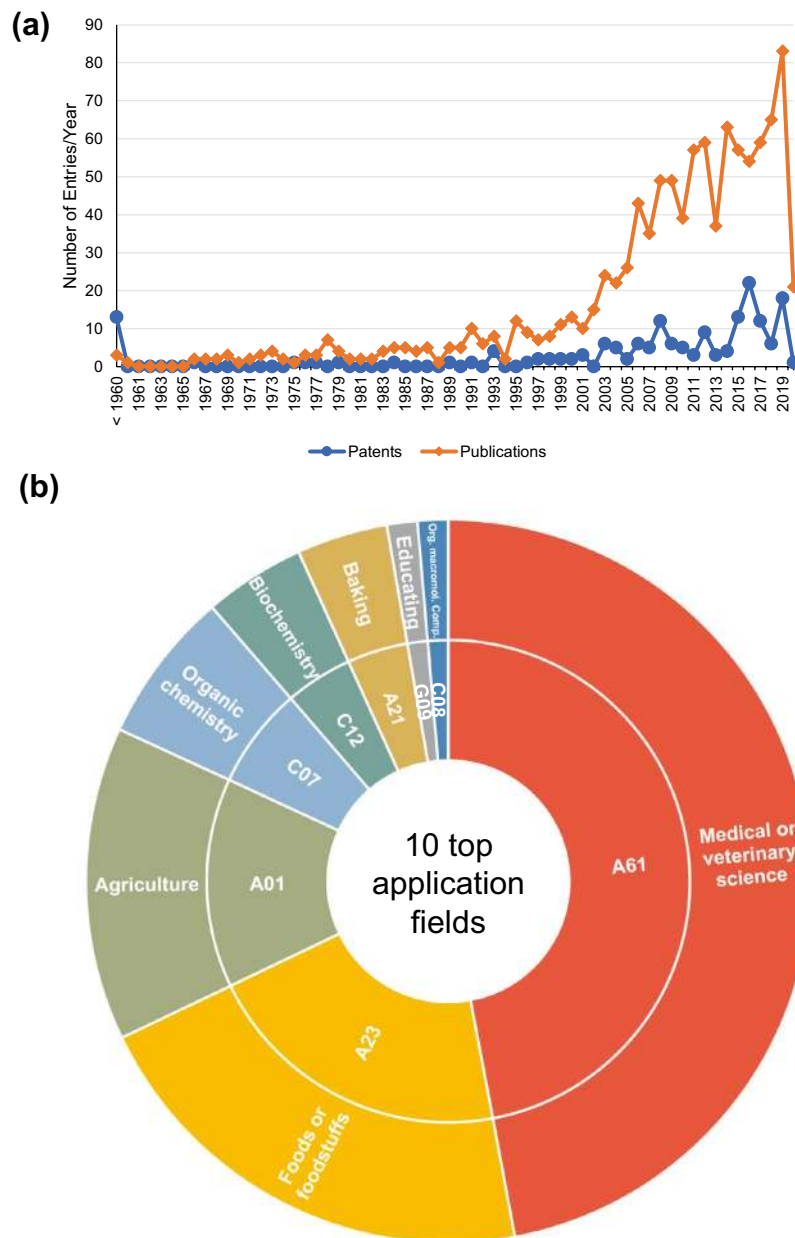 (a)
90
80
70
60
50
40
30
20
10
0
Number of Entries/Year
< 1960
1961
1963
1965
1967
1969
1971
1973
1975
1977
1979
1981
1983
1985
1987
1989
1991
1993
1995
1997
1999
2001
2003
2005
2007
2009
2011
2013
2015
2017
2019
Patents
Publications
(b)
Org. macromol. Comp.
Educating
Baking
Biochemistry
Organic
chemistry
Agriculture
Foods or
foodstuffs
Medical or
veterinary
science
C08
G09
A21
C12
C07
A01
A23
A61
10 top
application
fields